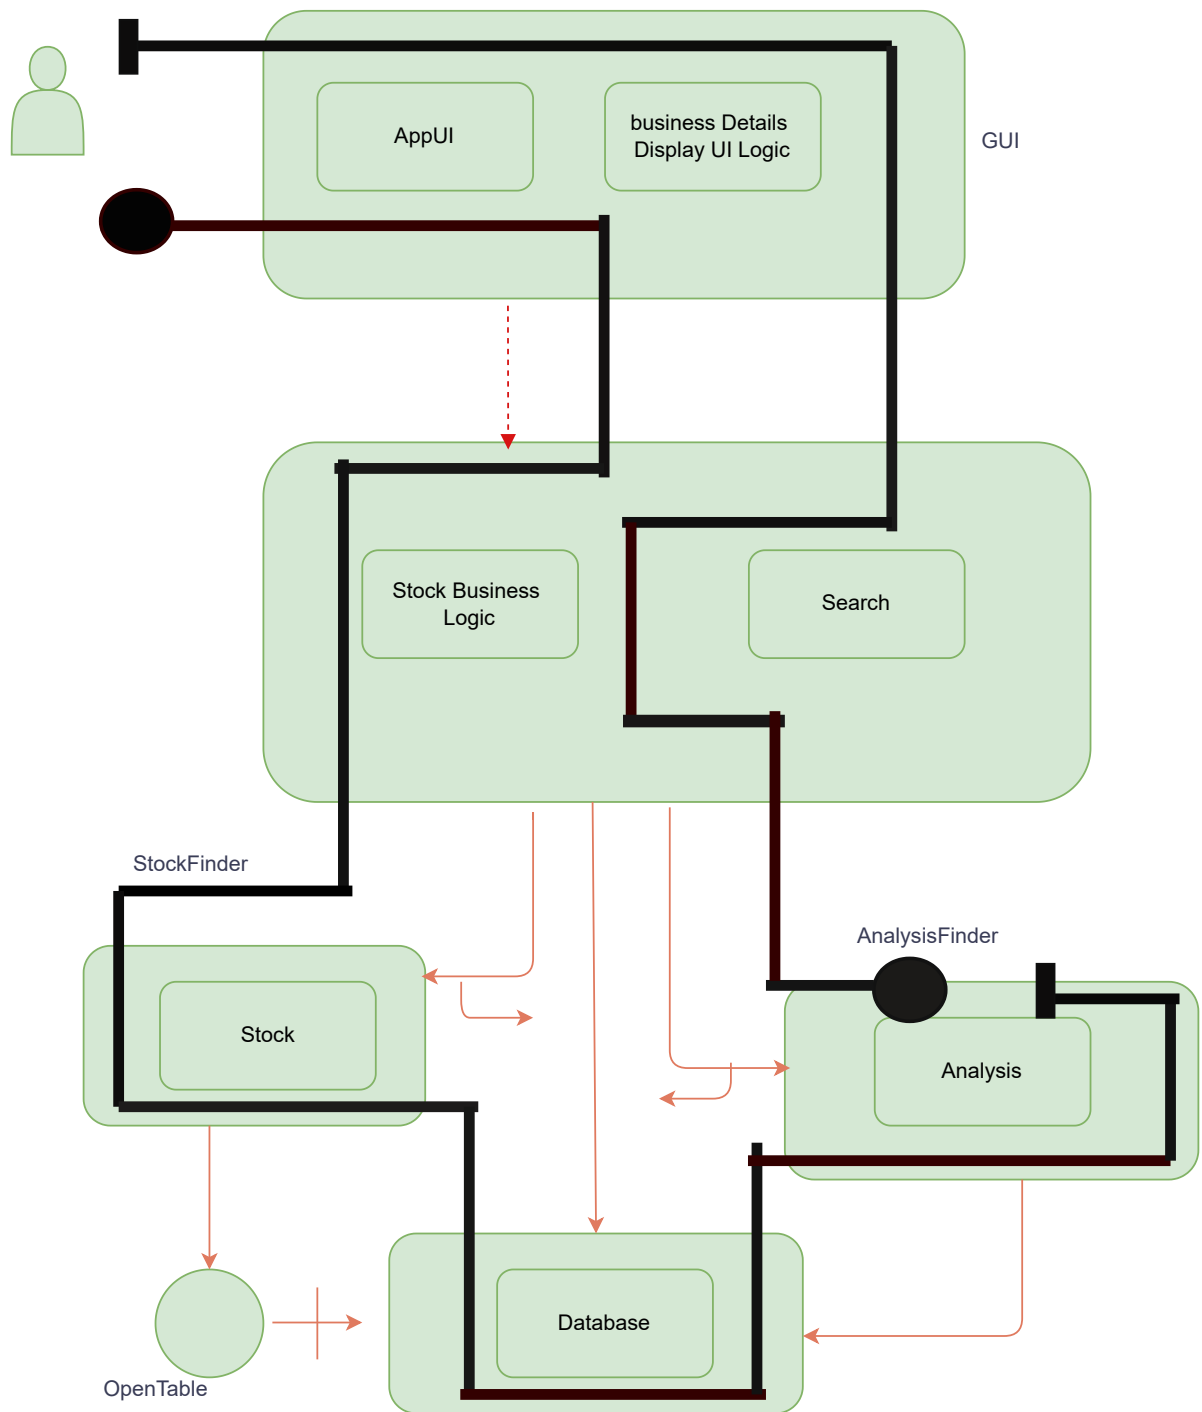 AppUI
business Details
Display UI Logic
GUI
Stock Business
Logic
Search
StockFinder
AnalysisFinder
Stock
Analysis
Database
OpenTable